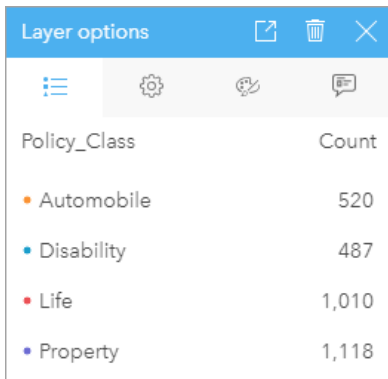 Layer options
Policy_Class Count
Automobile 520
Disability 487
Life 1,010
Property 1,118